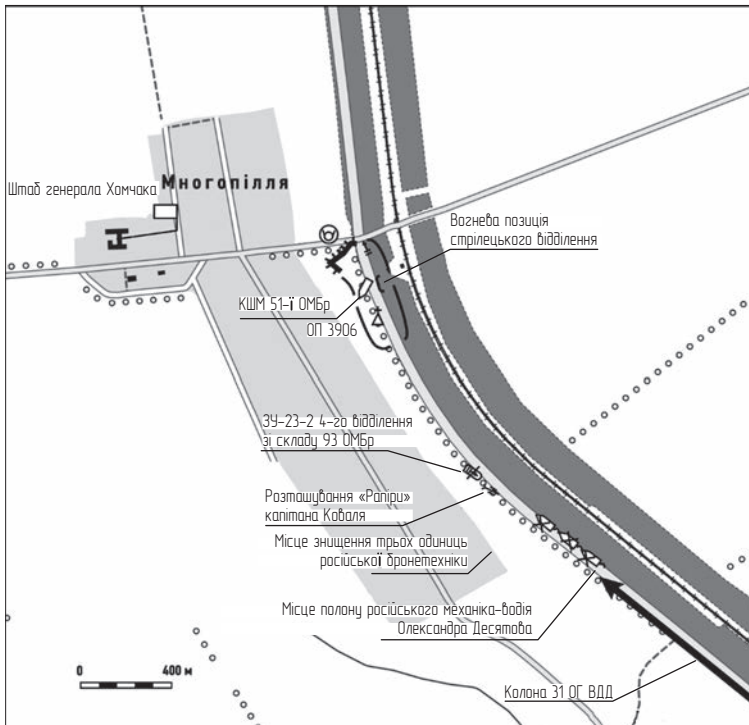 Штаб генерала Хомчака
Многопілля
Вогнева позиція
стрілецького відділення
КШМ 51-ї ОМБр
ОП 3906
ЗУ-23-2 4-го відділення
зі складу 93 ОМБр
Розташування «Рапіри»
капітана Коваля
Місце знищення трьох одиниць
російської бронетехніки
Місце полону російського механіка-водія
Олександра Десятова
Колона 31 ОГ ВДД
0 400 м